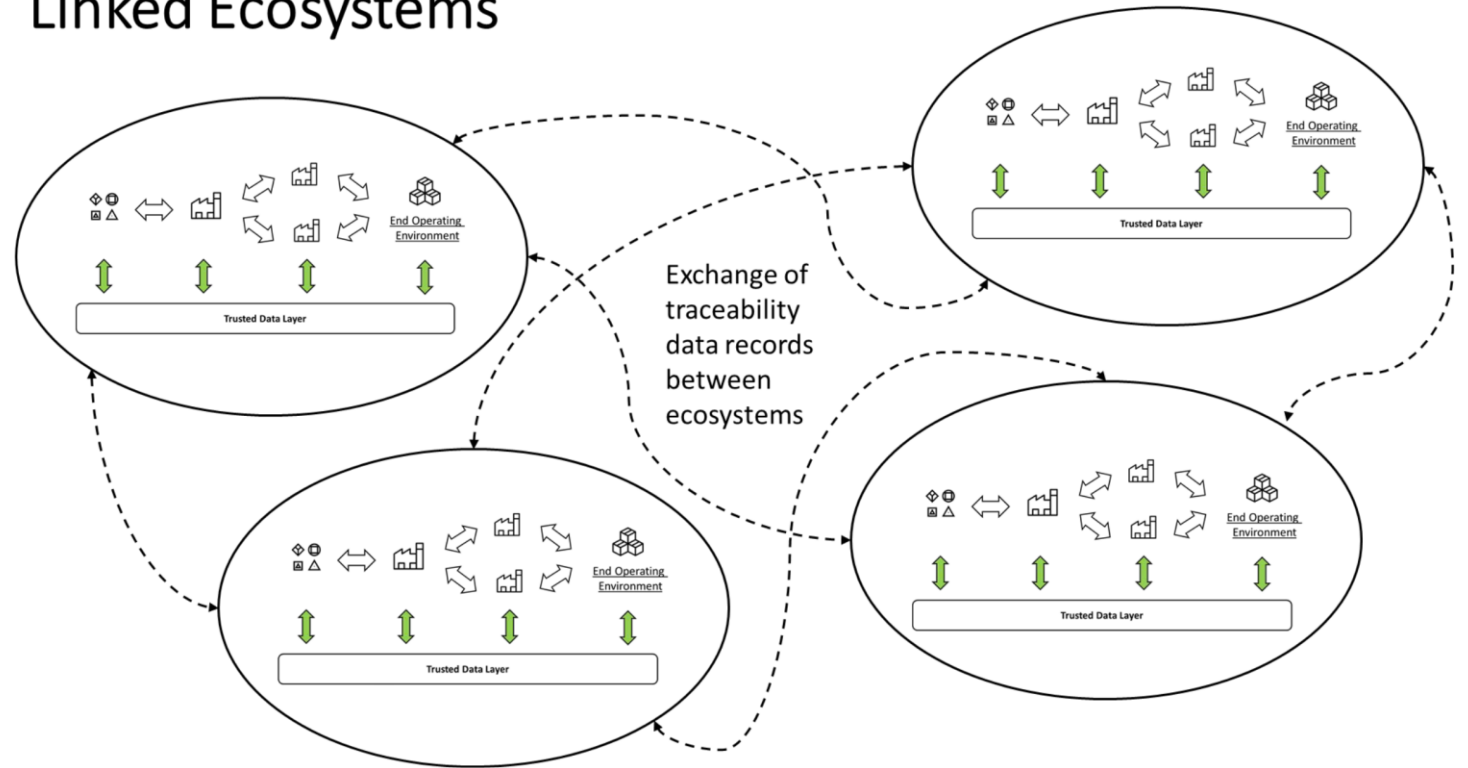 Linked Ecosystems
End Operating
Environment
Trusted Data Layer
End Operating
Environment
Trusted Data Layer
Exchange of
traceability
data records
between
ecosystems
End Operating
Environment
Trusted Data Layer
End Operating
Environment
Trusted Data Layer